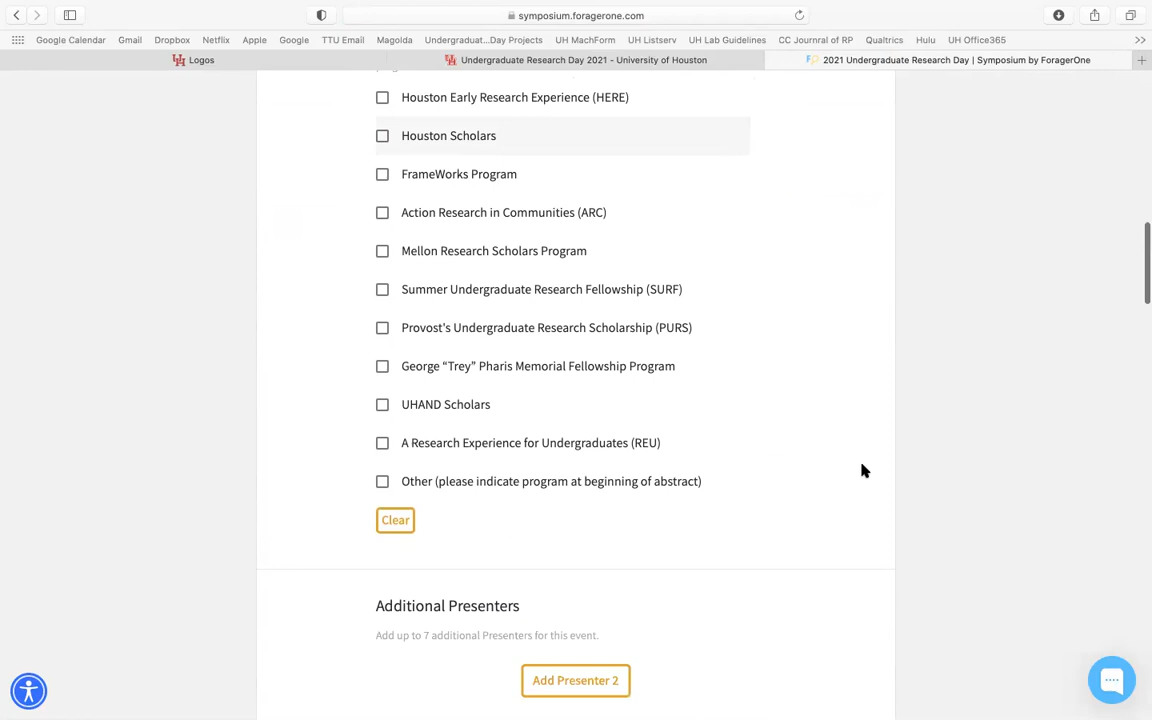 symposium.foragerone.com
Google Calendar Gmail Dropbox Netflix Apple Google TTU Email Magolda Undergraduat...Day Projects UH MachForm UH Listserv UH Lab Guidelines CC Jounrnal of RP Qualtrics Hulu UH Office365
Logos Undergraduate Research Day 2021 - University of Houston 2021 Undergraduate Research Day | Symposium by ForagerOne
Houston Early Research Experience (HERE)
Houston Scholars
FrameWorks Program
Action Research in Communities (ARC)
Mellon Research Scholars Program
Summer Undergraduate Research Fellowship (SURF)
Provost's Undergraduate Research Scholarship (PURS)
George “Trey” Pharis Memorial Fellowship Program
UHAND Scholars
A Research Experience for Undergraduates (REU)
Other (please indicate program at beginning of abstract)
Clear
Additional Presenters
Add up to 7 additional Presenters for this event.
Add Presenter 2